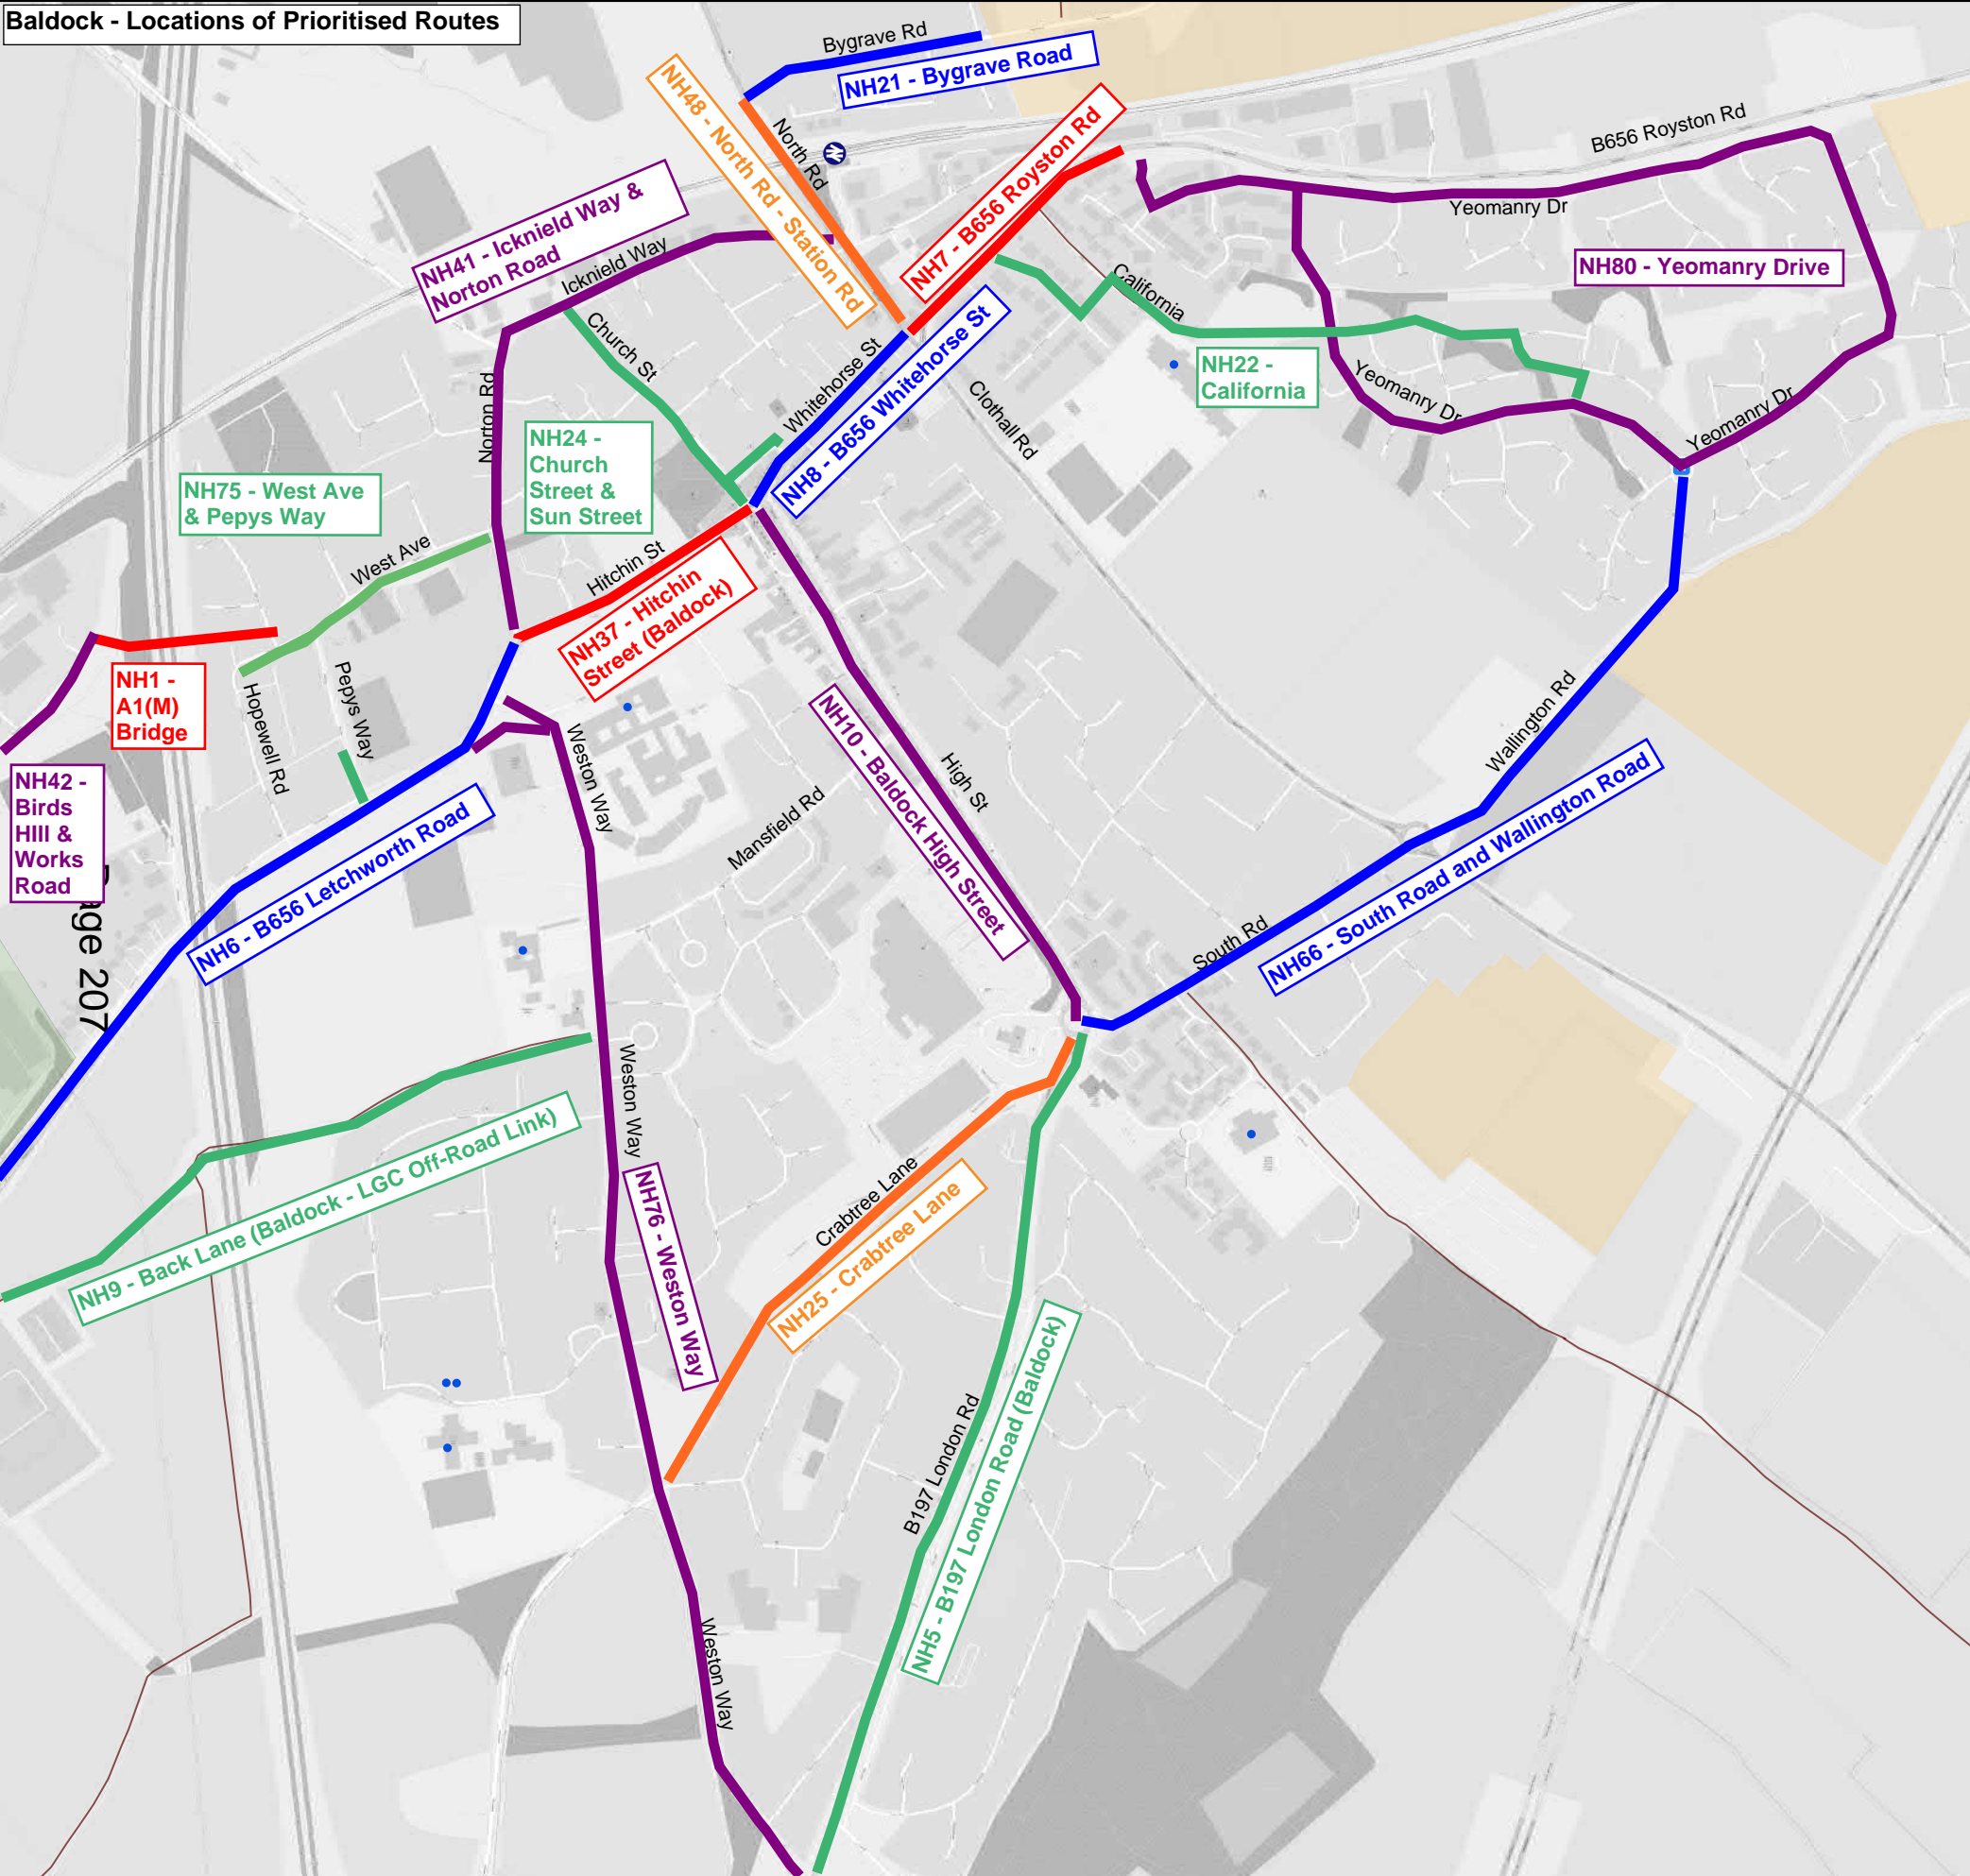 Baldock - Locations of Prioritised Routes
Bygrave Rd
NH21 - Bygrave Road
NH48 - North Rd - Station Rd
North Rd
NH7 - B656 Royston Rd
B656 Royston Rd
NH41 - Icknield Way &
Norton Road
Icknield Way
Yeomanry Dr
NH80 - Yeomanry Drive
California
Church St
Whitehorse St
NH8 - B656 Whitehorse St
NH22 -
California
Yeomanry Dr
Yeomanry Dr
Clothall Rd
Norton Rd
NH24 -
Church
Street &
Sun Street
NH75 - West Ave
& Pepys Way
West Ave
Hitchin St
NH37 - Hitchin
Street (Baldock)
NH1 -
A1(M)
Bridge
Hopewell Rd
Pepys Way
NH42 -
Birds
HIll &
Works
Road
age 207
NH6 - B656 Letchworth Road
Weston Way
Mansfield Rd
NH10 - Baldock High Street
High St
Wallington Rd
NH66 - South Road and Wallington Road
South Rd
Weston Way
NH9 - Back Lane (Baldock - LGC Off-Road Link)
NH76 - Weston Way
Crabtree Lane
NH25 - Crabtree Lane
B197 London Rd
NH5 - B197 London Road (Baldock)
Weston Way